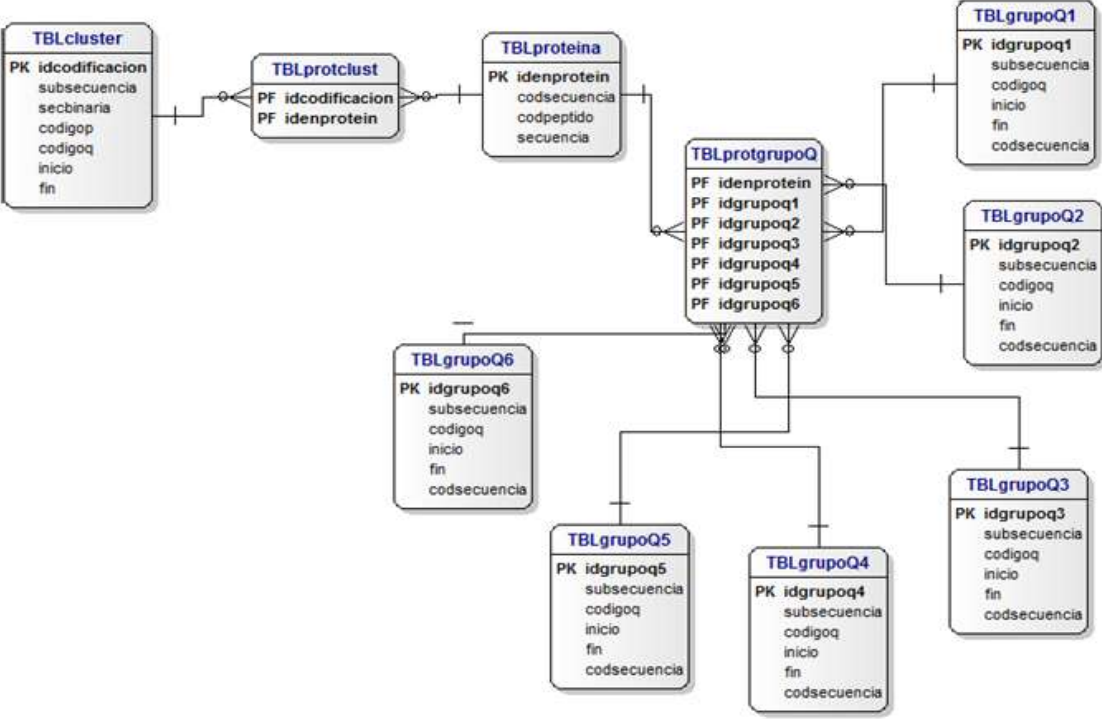 TBLcluster
PK idcodificacion
subsecuencia
secbinaria
codigop
codigoq
inicio
fin
TBLprotclust
PF idcodificacion
PF idenprotein
TBLproteina
PK idenprotein
codsecuencia
codpeptido
secuencia
TBLprotgrupoQ
PF idenprotein
PF idgrupoq1
PF idgrupoq2
PF idgrupoq3
PF idgrupoq4
PF idgrupoq5
PF idgrupoq6
TBLgrupoQ1
PK idgrupoq1
subsecuencia
codigoq
inicio
fin
codsecuencia
TBLgrupoQ2
PK idgrupoq2
subsecuencia
codigoq
inicio
fin
codsecuencia
TBLgrupoQ6
PK idgrupoq6
subsecuencia
codigoq
inicio
fin
codsecuencia
TBLgrupoQ5
PK idgrupoq5
subsecuencia
codigoq
inicio
fin
codsecuencia
TBLgrupoQ4
PK idgrupoq4
subsecuencia
codigoq
inicio
fin
codsecuencia
TBLgrupoQ3
PK idgrupoq3
subsecuencia
codigoq
inicio
fin
codsecuencia